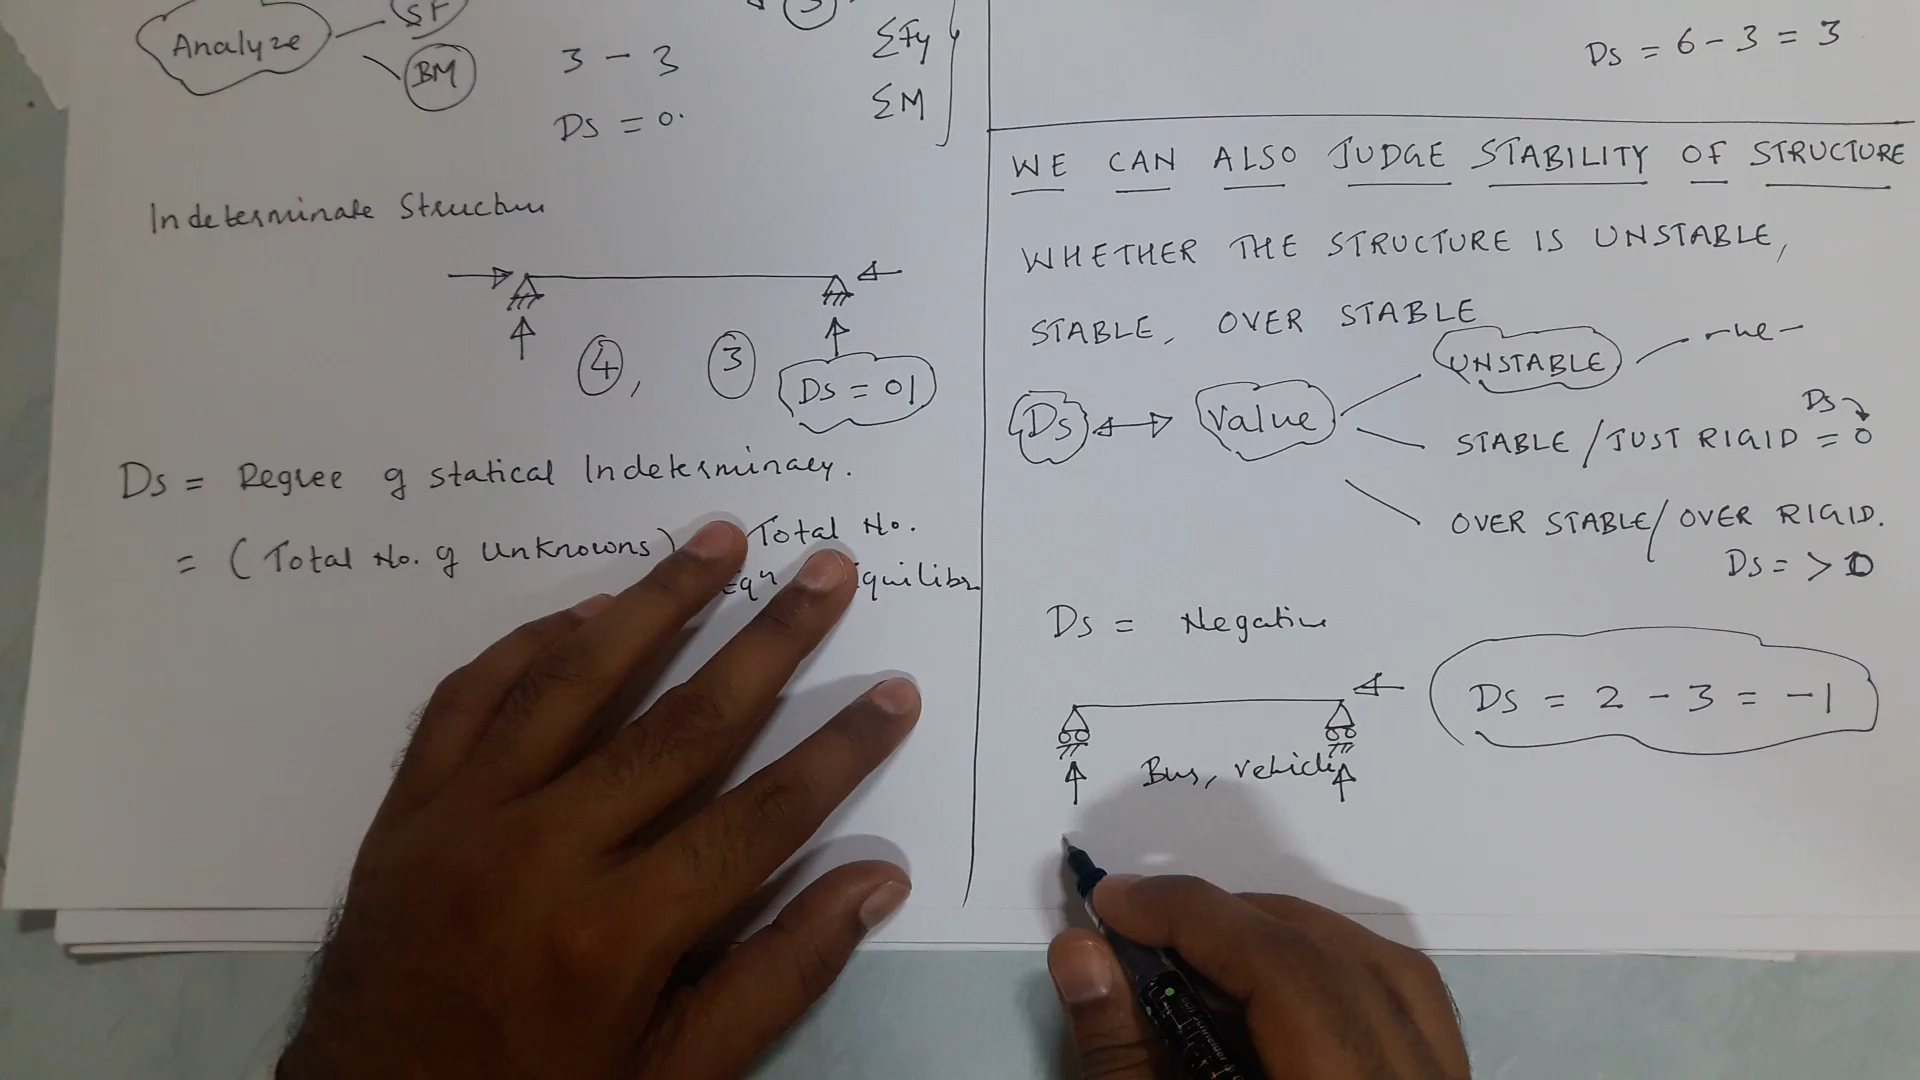 Analyze
SF
BM
3 - 3
Ds = 0.
ΣFy
ΣM
Indeterminate Structure
4, 3
Ds = 01
Ds = Degree of statical Indeterminacy.
= (Total No. of Unknowns) Total No.
Eqn Equilibr
Ds = 6 - 3 = 3
WE CAN ALSO JUDGE STABILITY OF STRUCTURE
WHETHER THE STRUCTURE IS UNSTABLE,
STABLE, OVER STABLE
UNSTABLE -ve-
Ds
Ds ↔ Value
STABLE / JUST RIGID = 0
OVER STABLE/ OVER RIGID.
Ds = > 0
Ds = Negative
Ds = 2 - 3 = -1
Bus, vehicle